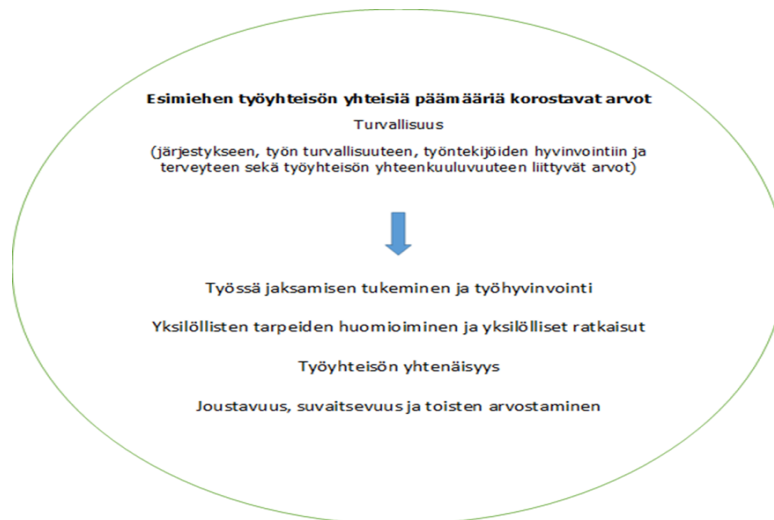 Esimiehen työyhteisön yhteisiä päämääriä korostavat arvot
Turvallisuus
(järjestykseen, työn turvallisuuteen, työntekijöiden hyvinvointiin ja
terveyteen sekä työyhteisön yhteenkuuluvuuteen liittyvät arvot)
Työssä jaksamisen tukeminen ja työhyvinvointi
Yksilöllisten tarpeiden huomioiminen ja yksilölliset ratkaisut
Työyhteisön yhtenäisyys
Joustavuus, suvaitsevuus ja toisten arvostaminen